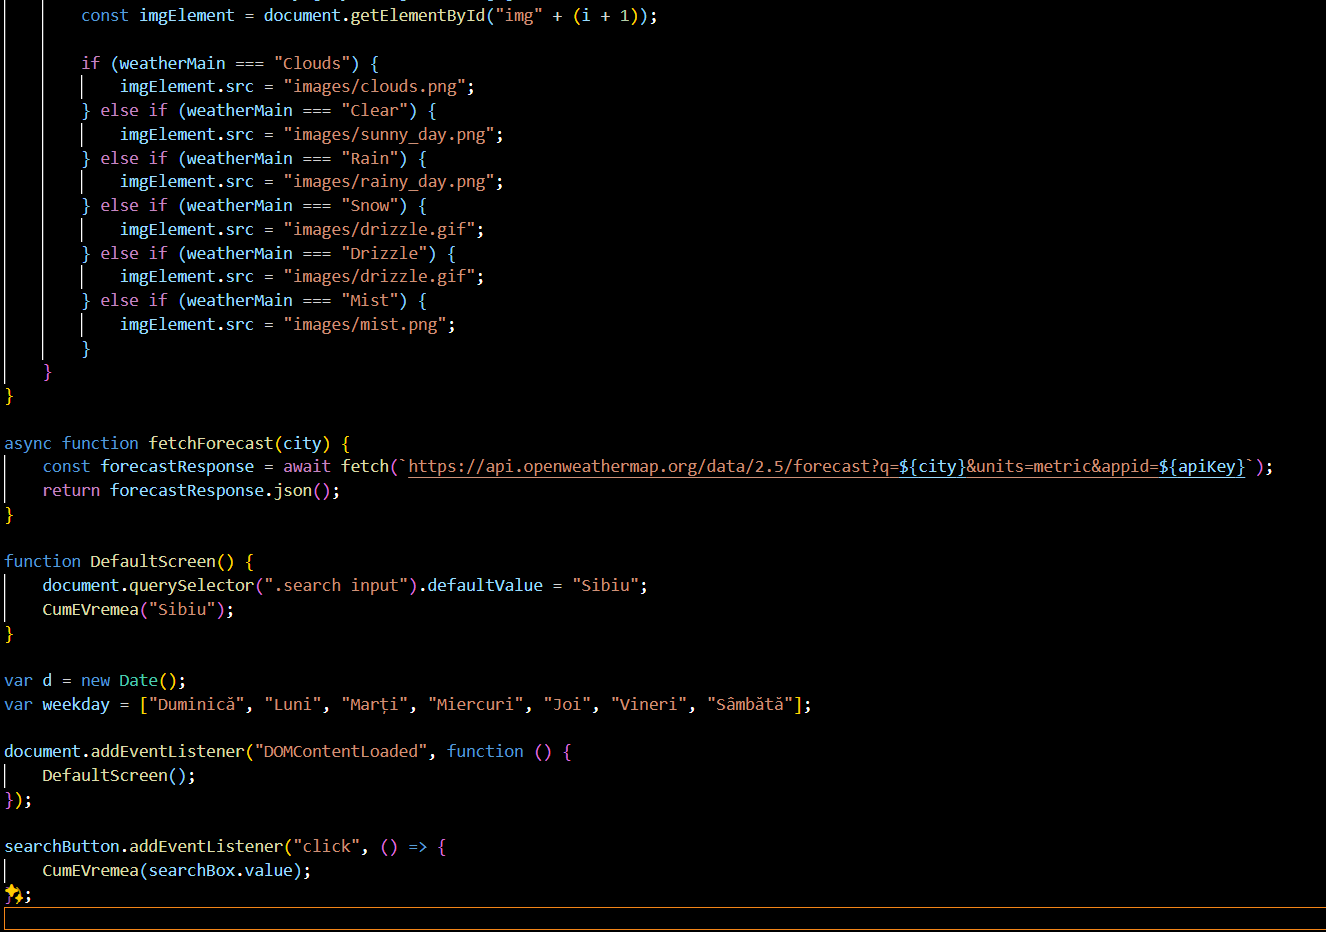 const imgElement = document.getElementById("img" + (i + 1));
if (weatherMain === "Clouds") {
imgElement.src = "images/clouds.png";
} else if (weatherMain === "Clear") {
imgElement.src = "images/sunny_day.png";
} else if (weatherMain === "Rain") {
imgElement.src = "images/rainy_day.png";
} else if (weatherMain === "Snow") {
imgElement.src = "images/drizzle.gif";
} else if (weatherMain === "Drizzle") {
imgElement.src = "images/drizzle.gif";
} else if (weatherMain === "Mist") {
imgElement.src = "images/mist.png";
}
}
}
async function fetchForecast(city) {
const forecastResponse = await fetch(`https://api.openweathermap.org/data/2.5/forecast?q=${city}&units=metric&appid=${apiKey}`);
return forecastResponse.json();
}
function DefaultScreen() {
document.querySelector(".search input").defaultValue = "Sibiu";
CumEVremea("Sibiu");
}
var d = new Date();
var weekday = ["Duminică", "Luni", "Marți", "Miercuri", "Joi", "Vineri", "Sâmbătă"];
document.addEventListener("DOMContentLoaded", function () {
DefaultScreen();
});
searchButton.addEventListener("click", () => {
CumEVremea(searchBox.value);
});